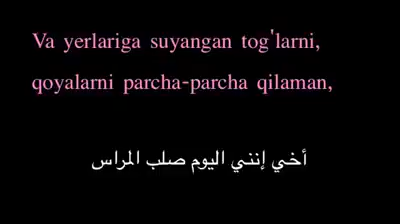 Va yerlariga suyangan tog'larni,
qoyalarni parcha-parcha qilaman,
أخي إنني اليوم صلب المراس